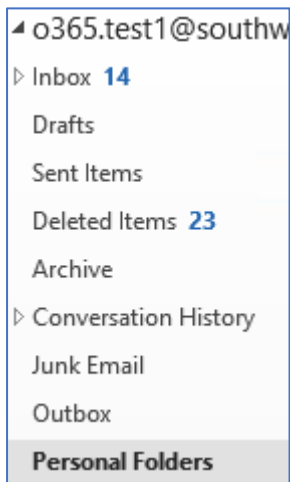 o365.test1@southw
Inbox 14
Drafts
Sent Items
Deleted Items 23
Archive
Conversation History
Junk Email
Outbox
Personal Folders